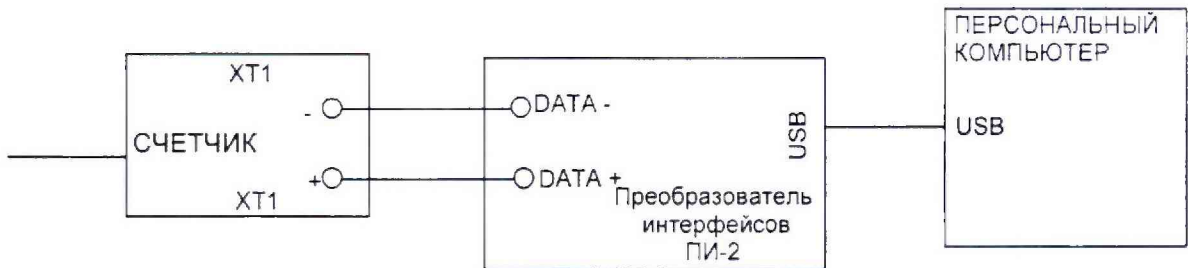 XT1
-
СЧЕТЧИК
+
XT1
DATA -
DATA +
USB
Преобразователь
интерфейсов
ПИ-2
ПЕРСОНАЛЬНЫЙ
КОМПЬЮТЕР
USB